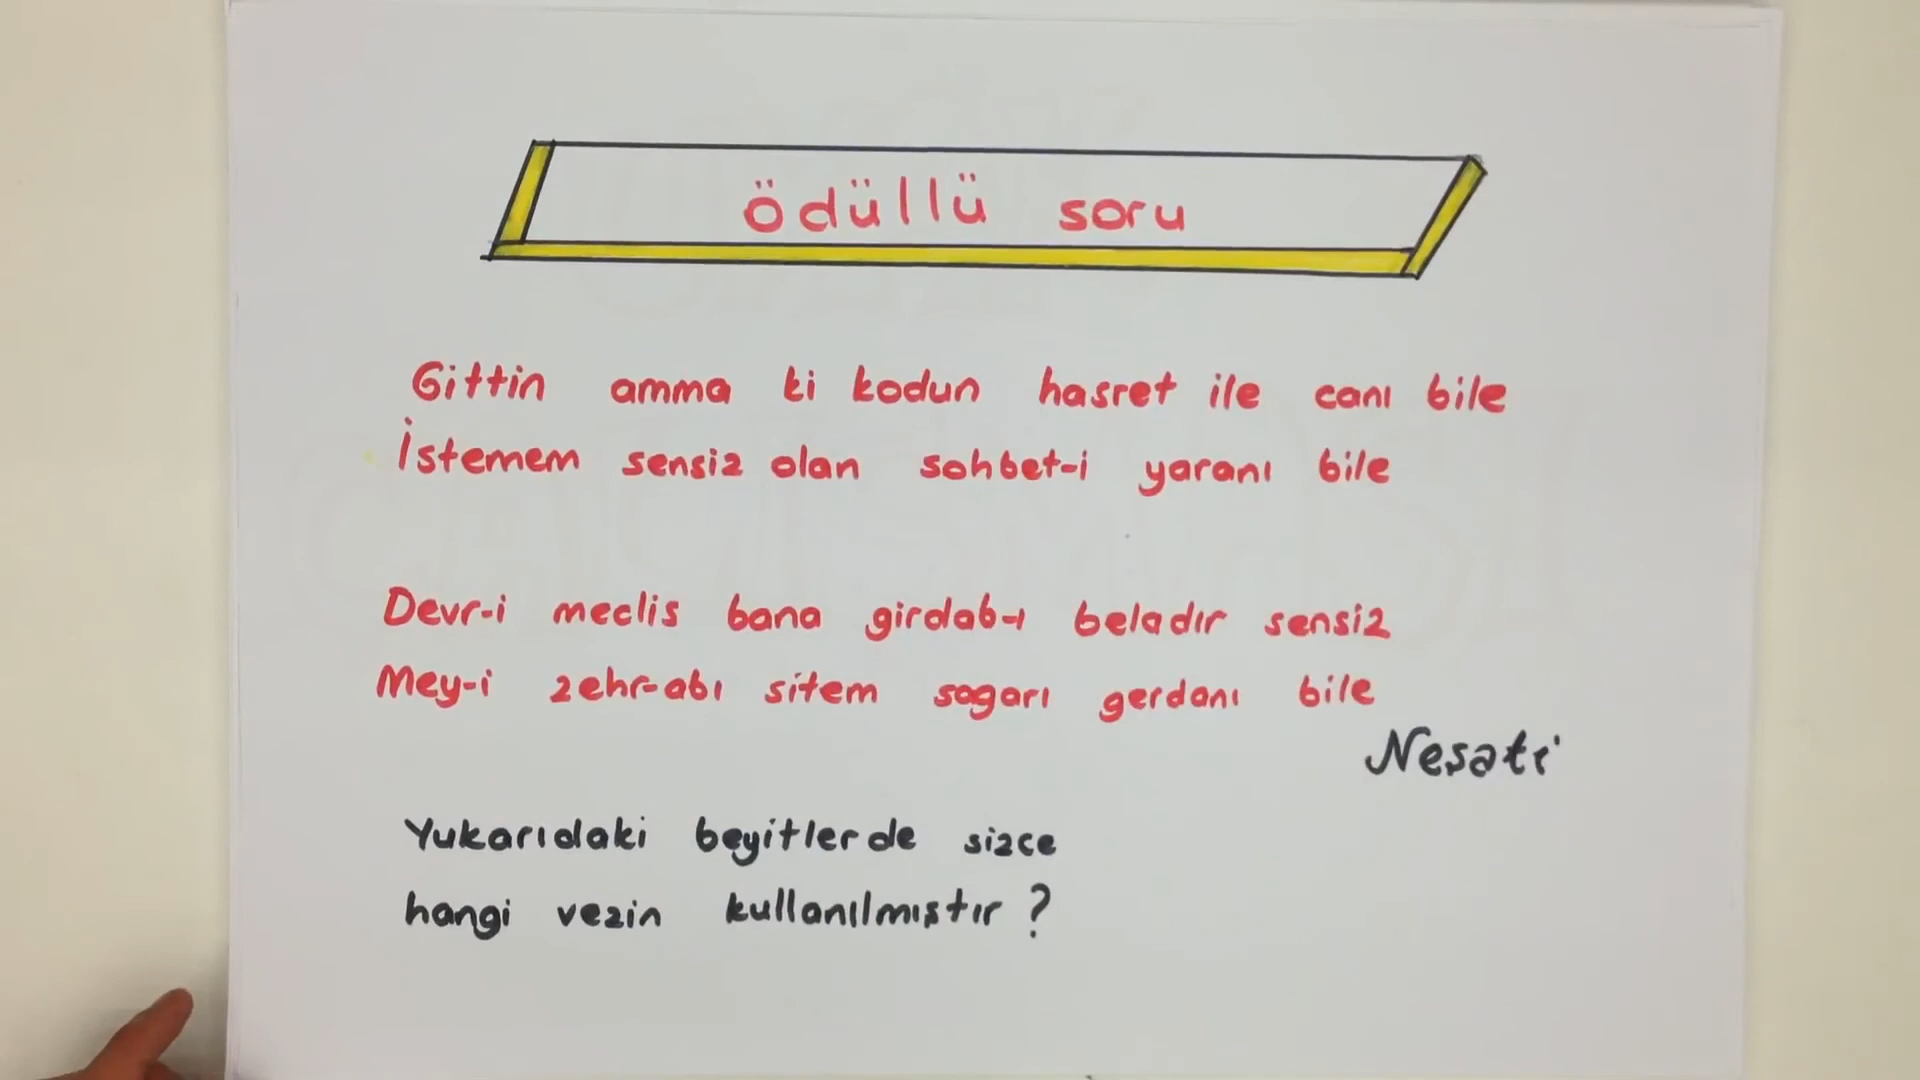 ödüllü soru
Gittin amma ki kodun hasret ile canı bile
İstemem sensiz olan sohbet-i yaranı bile
Devr-i meclis bana girdab-ı beladır sensiz
Mey-i zehr-abı sitem sagarı gerdanı bile
Neşati
Yukarıdaki beyitlerde sizce
hangi vezin kullanılmıştır?